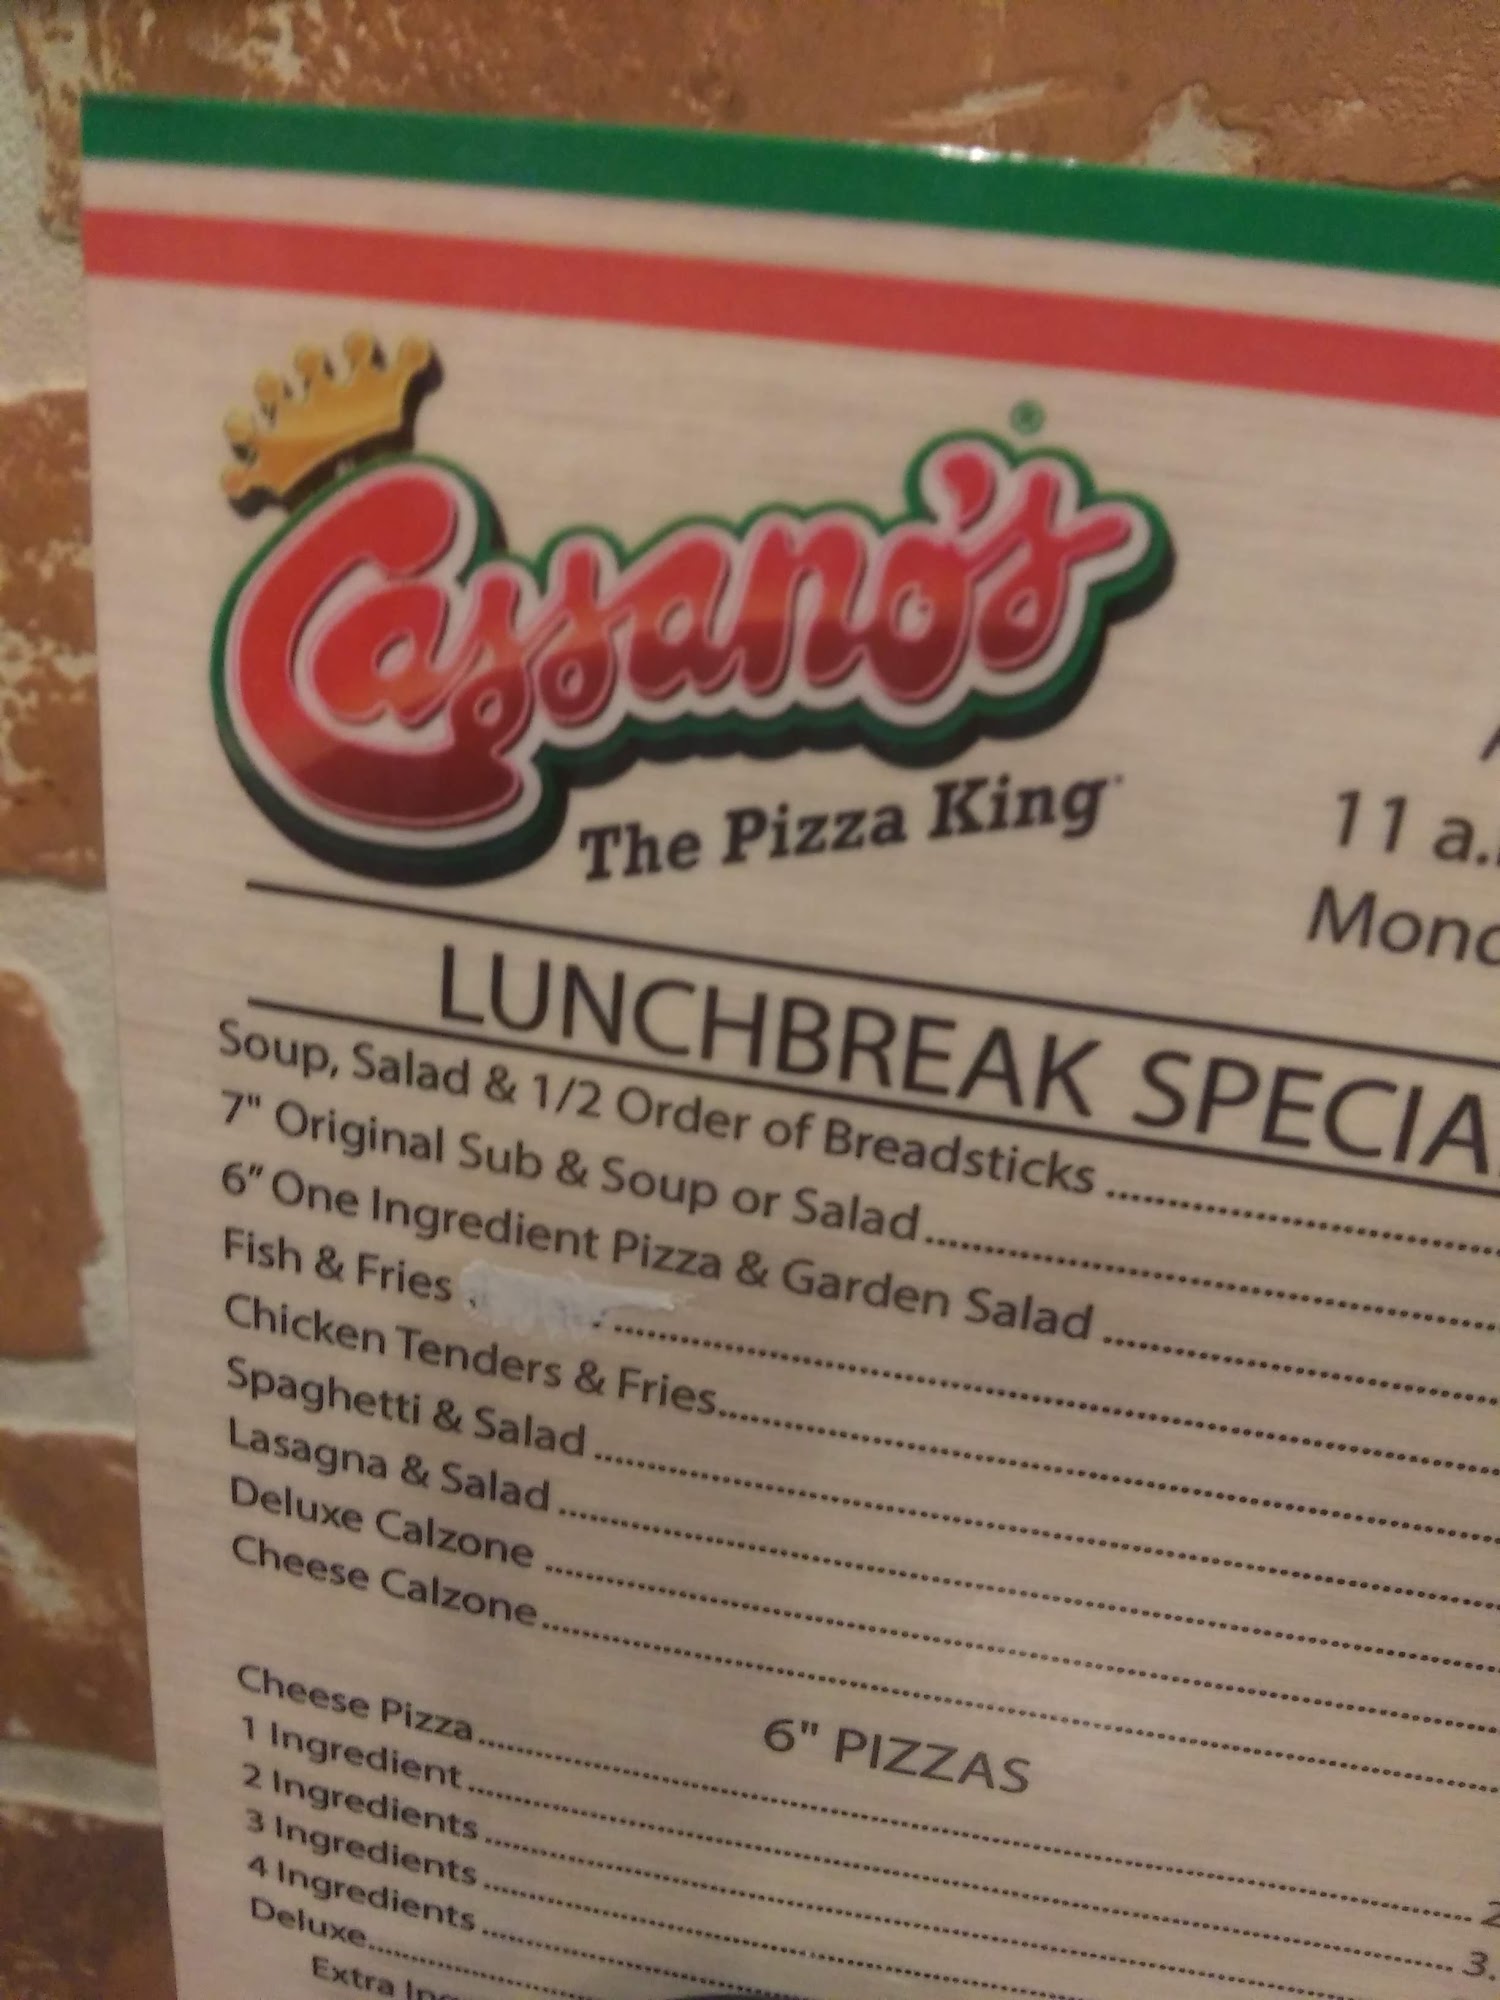 Cassano's®
The Pizza King
11 a.
LUNCHBREAK SPECIA
Soup, Salad & 1/2 Order of Breadsticks
7" Original Sub & Soup or Salad
6" One Ingredient Pizza & Garden Salad
Fish & Fries
Chicken Tenders & Fries
Spaghetti & Salad
Lasagna & Salad
Deluxe Calzone
Cheese Calzone
6" PIZZAS
Cheese Pizza
1 Ingredient 3.
2 Ingredients
3 Ingredients
4 Ingredients
Deluxe
Extra